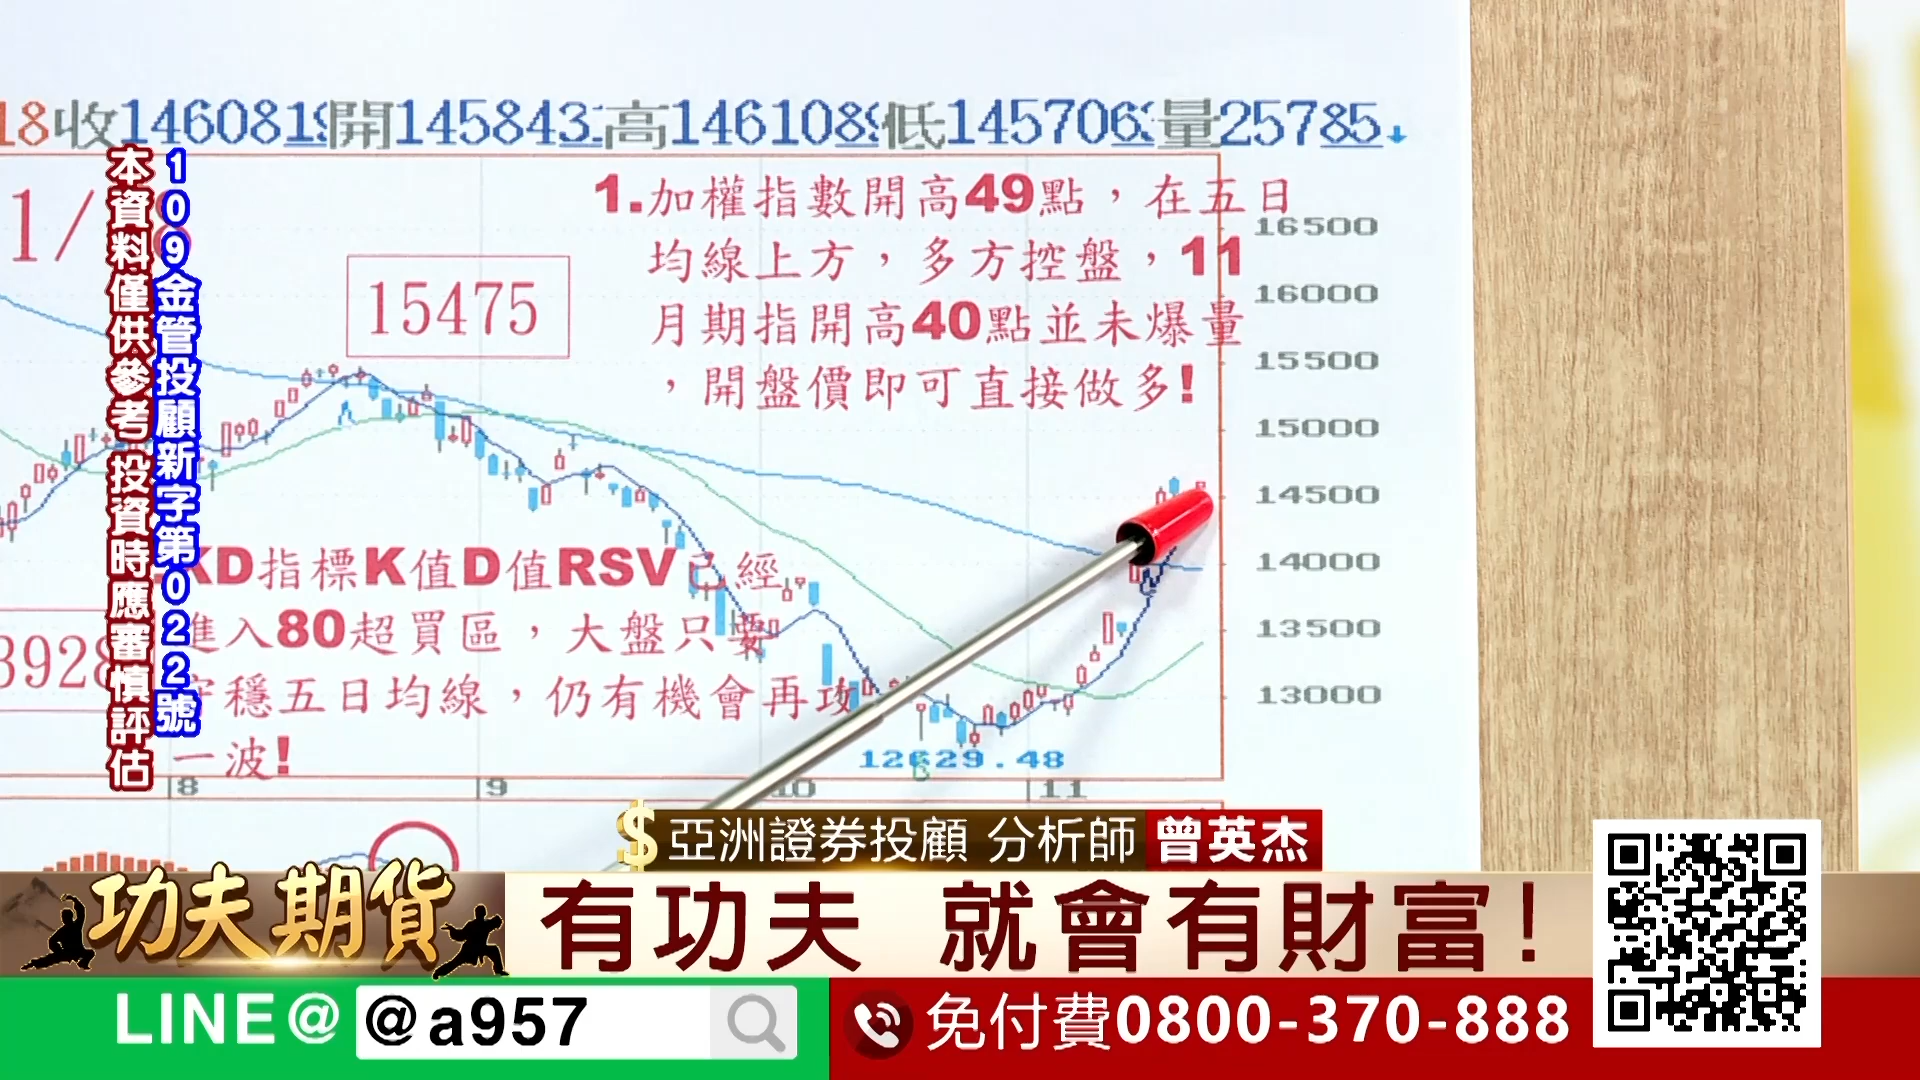 18收146081開145843高146108低145706量25785↓
本資料僅供參考投資時應審慎評估
109金管投顧新字第022號
1/
15475
1.加權指數開高49點，在五日
均線上方，多方控盤，11
月期指開高40點並未爆量
，開盤價即可直接做多!
16500
16000
15500
15000
14500
14000
13500
13000
KD指標K值D值RSV已經
進入80超買區，大盤只要
守穩五日均線，仍有機會再攻
一波!
3928
12629.48
8
9
10
11
$亞洲證券投顧 分析師 曾英杰
功夫期貨
有功夫 就會有財富!
LINE@ @a957
免付費0800-370-888